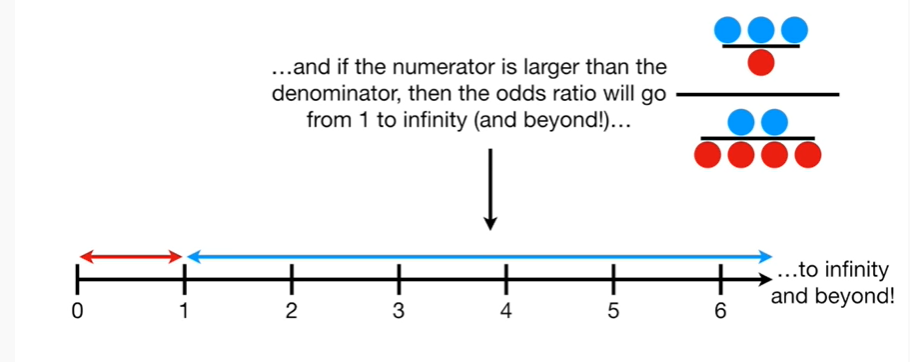 ...and if the numerator is larger than the
denominator, then the odds ratio will go
from 1 to infinity (and beyond!)...
...to infinity
and beyond!
0 1 2 3 4 5 6